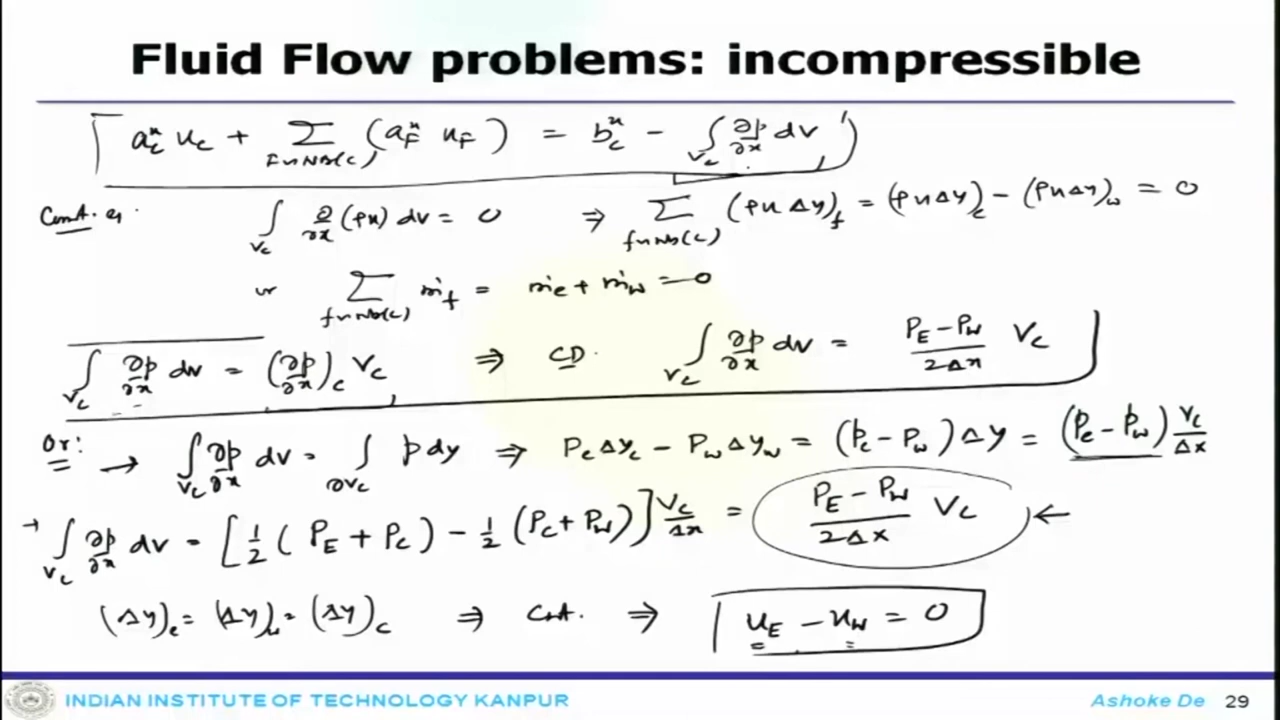 Fluid Flow problems: incompressible
a_c^u u_c + Σ_{F~NB(C)} (a_F^u u_F) = b_c^u − ∫_{V_c} ∂p/∂x dV
Cont. eq: ∫_{V_c} ∂/∂x (ρu) dV = 0 ⇒ Σ_{f~nb(c)} (ρuΔy)_f = (ρuΔy)_e − (ρuΔy)_w = 0
or Σ_{f~nb(c)} ṁ_f = ṁ_e + ṁ_w = 0
∫_{V_c} ∂p/∂x dV = (∂p/∂x)_c V_c ⇒ CD. ∫_{V_c} ∂p/∂x dV = (P_E − P_W)/(2Δx) V_c
Or: → ∫_{V_c} ∂p/∂x dV = ∫_{∂V_c} p dy ⇒ P_e Δy_e − P_w Δy_w = (P_e − P_w) Δy = (P_e − P_w) V_c/Δx
→ ∫_{V_c} ∂p/∂x dV = [½ (P_E + P_C) − ½ (P_C + P_W)] V_c/Δx = (P_E − P_W)/(2Δx) V_c ←
(Δy)_e = (Δy)_w = (Δy)_c ⇒ Cont. ⇒ u_E − u_W = 0
INDIAN INSTITUTE OF TECHNOLOGY KANPUR
Ashoke De 29